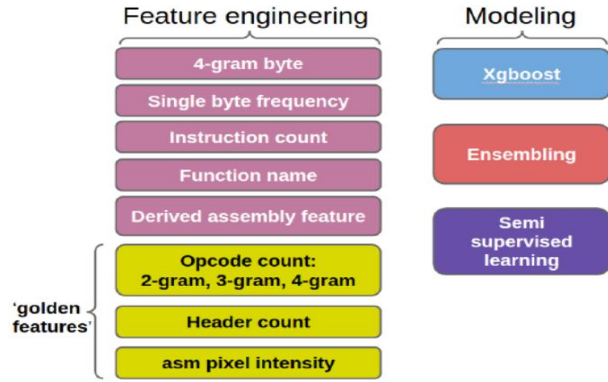 Feature engineering
4-gram byte
Single byte frequency
Instruction count
Function name
Derived assembly feature
Opcode count:
2-gram, 3-gram, 4-gram
Header count
asm pixel intensity
'golden
features'
Modeling
Xgboost
Ensembling
Semi
supervised
learning